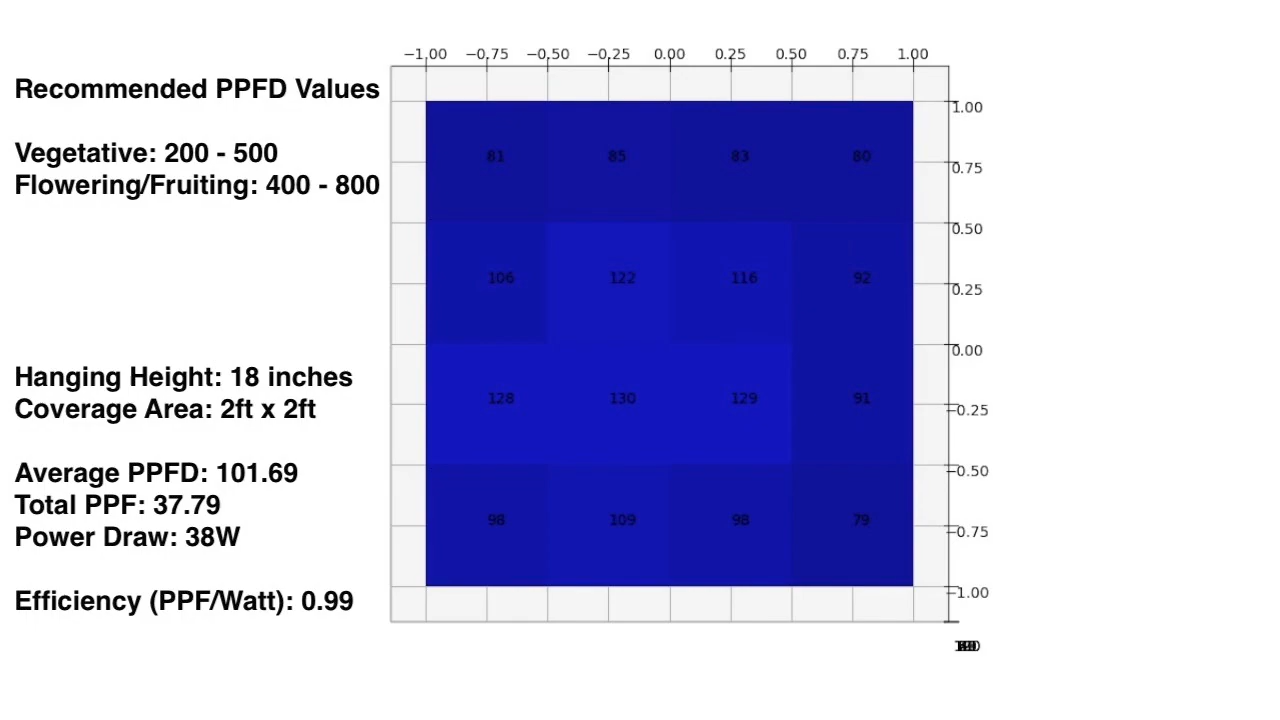 −1.00 −0.75 −0.50 −0.25 0.00 0.25 0.50 0.75 1.00
Recommended PPFD Values
Vegetative: 200 - 500
Flowering/Fruiting: 400 - 800
Hanging Height: 18 inches
Coverage Area: 2ft x 2ft
Average PPFD: 101.69
Total PPF: 37.79
Power Draw: 38W
Efficiency (PPF/Watt): 0.99
81 85 83 80
106 122 116 92
128 130 129 91
98 109 98 79
1.00
0.75
0.50
0.25
0.00
−0.25
−0.50
−0.75
−1.00